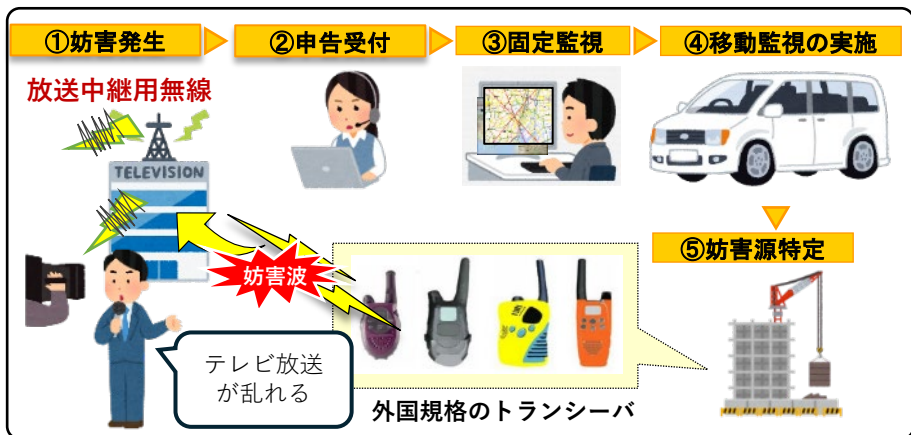 ①妨害発生
②申告受付
③固定監視
④移動監視の実施
放送中継用無線
TELEVISION
⑤妨害源特定
妨害波
テレビ放送
が乱れる
外国規格のトランシーバ